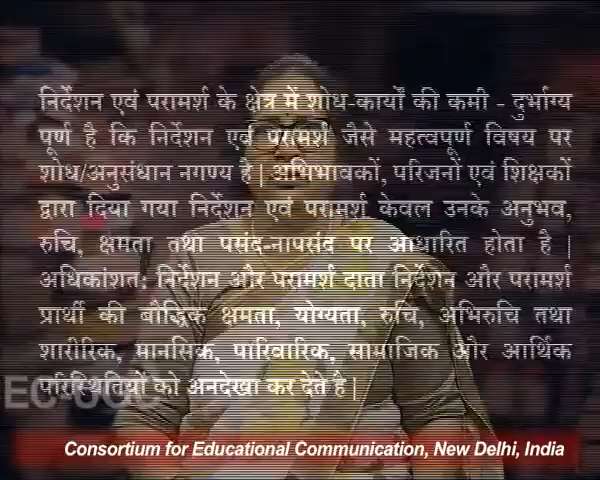 निर्देशन एवं परामर्श के क्षेत्र में शोध-कार्यों की कमी - दुर्भाग्य
पूर्ण है कि निर्देशन एवं परामर्श जैसे महत्वपूर्ण विषय पर
शोध/अनुसंधान नगण्य है | अभिभावकों, परिजनों एवं शिक्षकों
द्वारा दिया गया निर्देशन एवं परामर्श केवल उनके अनुभव,
रुचि, क्षमता तथा पसंद-नापसंद पर आधारित होता है |
अधिकांशत: निर्देशन और परामर्श दाता निर्देशन और परामर्श
प्रार्थी की बौद्धिक क्षमता, योग्यता, रुचि, अभिरुचि तथा
शारीरिक, मानसिक, पारिवारिक, सामाजिक और आर्थिक
परिस्थितियों को अनदेखा कर देते है |
Consortium for Educational Communication, New Delhi, India